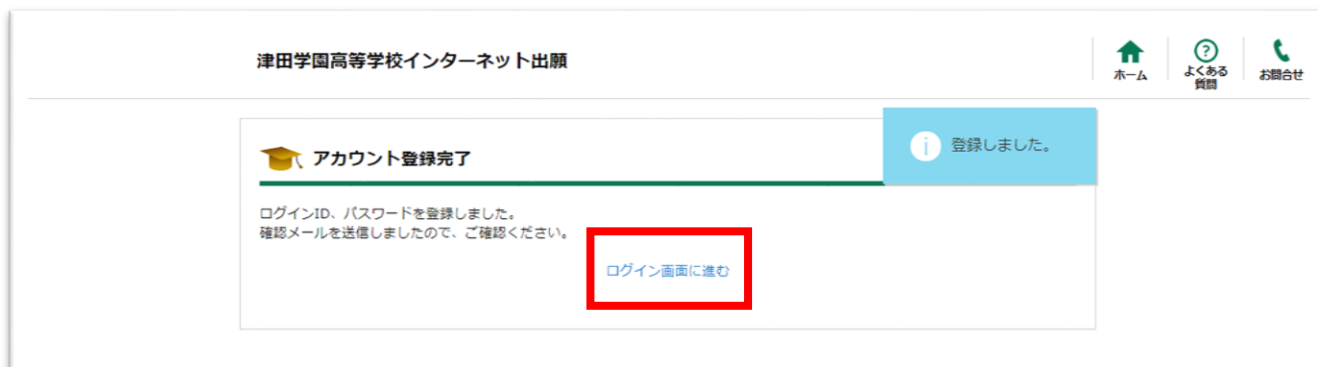 津田学園高等学校インターネット出願
ホーム
よくある
質問
お問合せ
アカウント登録完了
登録しました。
ログインID、パスワードを登録しました。
確認メールを送信しましたので、ご確認ください。
ログイン画面に進む